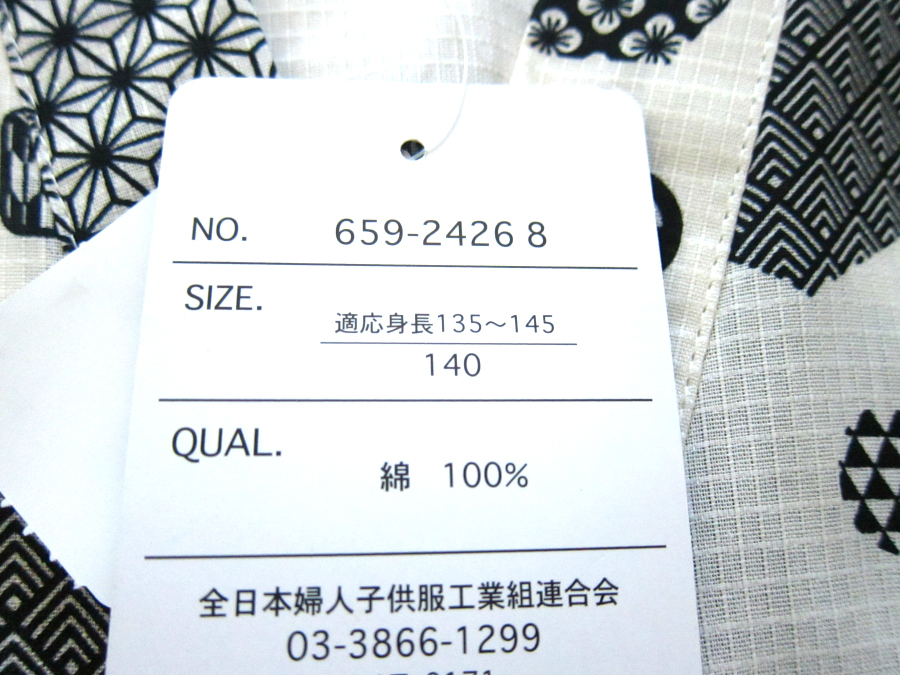 NO. 659-2426 8
SIZE.
適応身長135～145
140
QUAL.
綿 100%
全日本婦人子供服工業組連合会
03-3866-1299